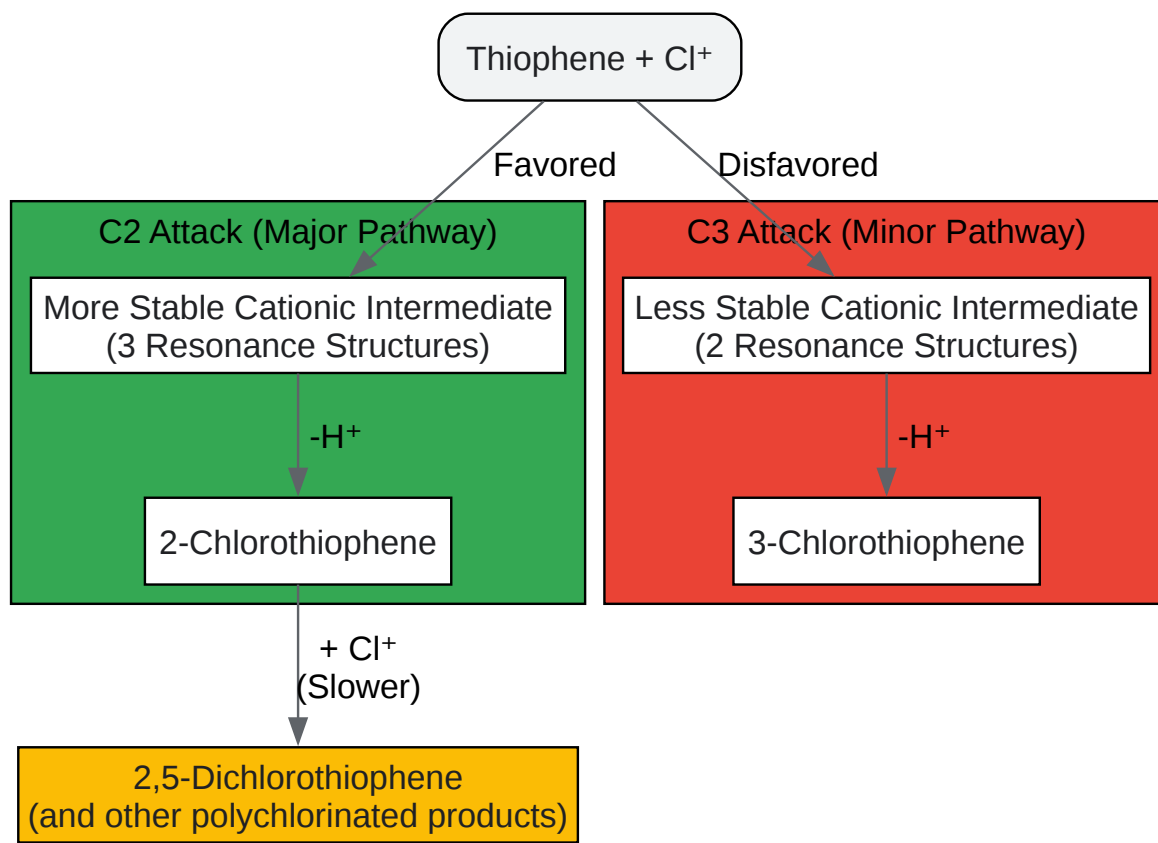 Thiophene + Cl⁺
Favored
Disfavored
C2 Attack (Major Pathway)
C3 Attack (Minor Pathway)
More Stable Cationic Intermediate
(3 Resonance Structures)
Less Stable Cationic Intermediate
(2 Resonance Structures)
-H⁺
-H⁺
2-Chlorothiophene
3-Chlorothiophene
+ Cl⁺
(Slower)
2,5-Dichlorothiophene
(and other polychlorinated products)